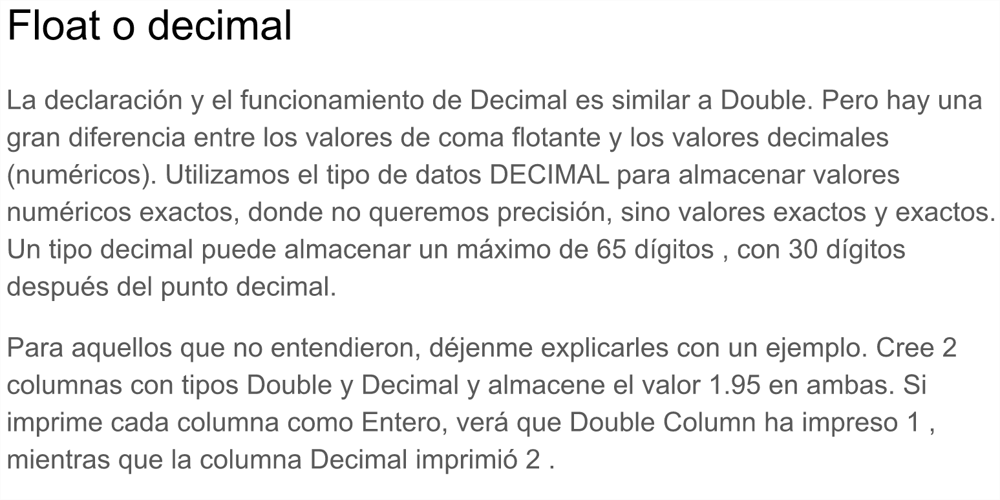 Float o decimal
La declaración y el funcionamiento de Decimal es similar a Double. Pero hay una
gran diferencia entre los valores de coma flotante y los valores decimales
(numéricos). Utilizamos el tipo de datos DECIMAL para almacenar valores
numéricos exactos, donde no queremos precisión, sino valores exactos y exactos.
Un tipo decimal puede almacenar un máximo de 65 dígitos , con 30 dígitos
después del punto decimal.
Para aquellos que no entendieron, déjenme explicarles con un ejemplo. Cree 2
columnas con tipos Double y Decimal y almacene el valor 1.95 en ambas. Si
imprime cada columna como Entero, verá que Double Column ha impreso 1 ,
mientras que la columna Decimal imprimió 2 .